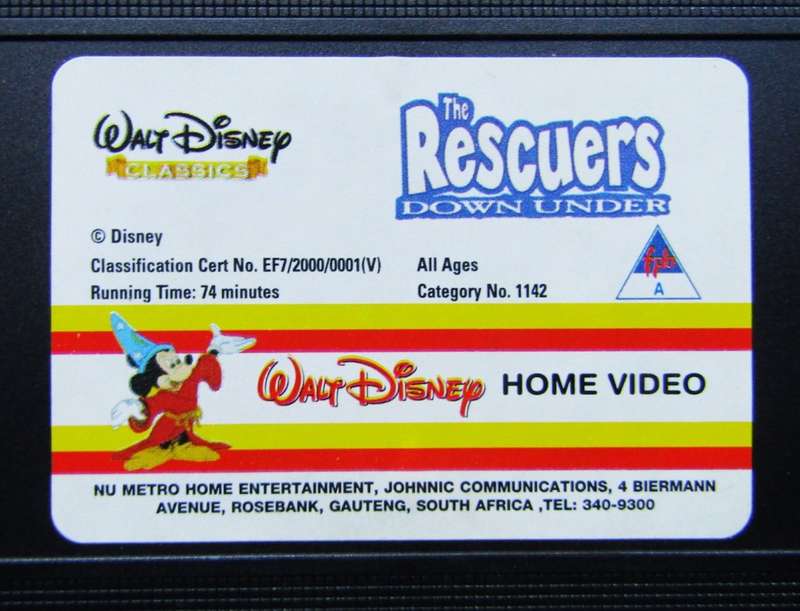 WALT DISNEY
CLASSICS
The
Rescuers
DOWN UNDER
© Disney
Classification Cert No. EF7/2000/0001(V)
All Ages
Running Time: 74 minutes
Category No. 1142
fpb
A
WALT DISNEY HOME VIDEO
NU METRO HOME ENTERTAINMENT, JOHNNIC COMMUNICATIONS, 4 BIERMANN
AVENUE, ROSEBANK, GAUTENG, SOUTH AFRICA ,TEL: 340-9300